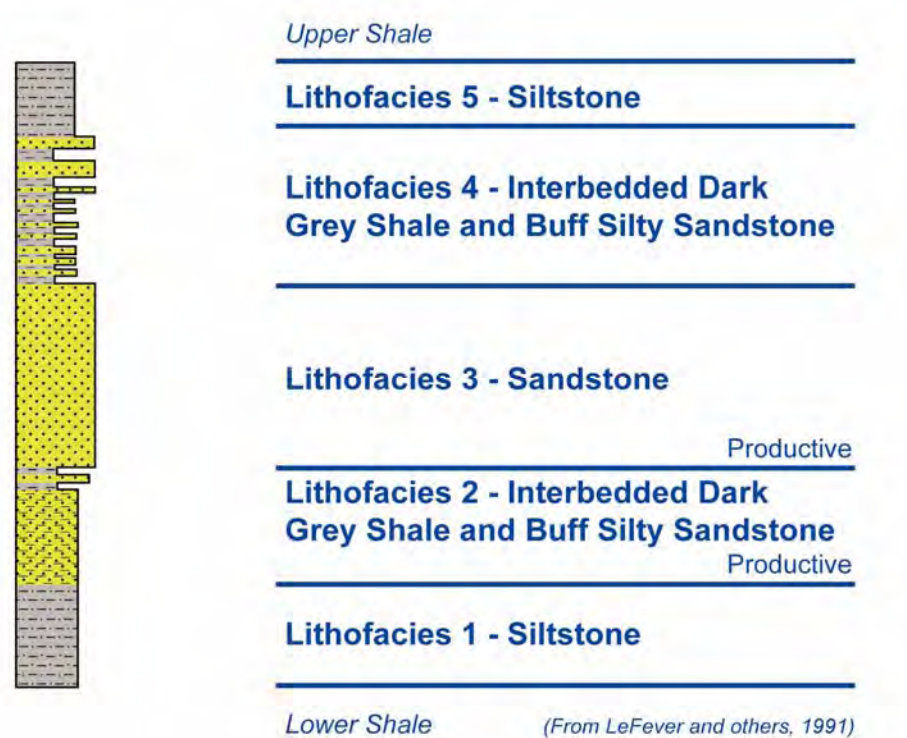 Upper Shale
Lithofacies 5 - Siltstone
Lithofacies 4 - Interbedded Dark
Grey Shale and Buff Silty Sandstone
Lithofacies 3 - Sandstone
Productive
Lithofacies 2 - Interbedded Dark
Grey Shale and Buff Silty Sandstone
Productive
Lithofacies 1 - Siltstone
Lower Shale (From LeFever and others, 1991)